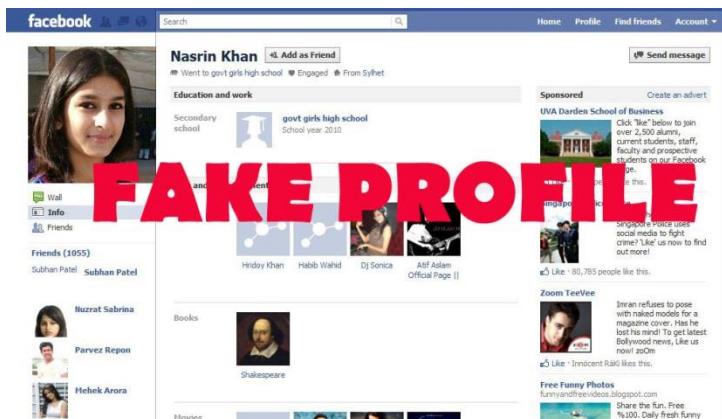 facebook
Search
Home Profile Find friends Account
Nasrin Khan
+1 Add as Friend
Send message
Went to govt girls high school Engaged From Sylhet
Education and work
Secondary school
govt girls high school
School year 2010
Sponsored Create an advert
UVA Darden School of Business
Click "like" below to join
over 2,500 alumni,
current students, staff,
faculty and prospective
students on our Facebook
FAKE PROFILE
Wall
Info
Friends
Friends (1055)
Subhan Patel Subhan Patel
Nuzrat Sabrina
Parvez Repon
Mehek Arora
Hridoy Khan
Habib Wahid
Dj Sonica
Atif Aslam
Official Page ||
Books
Shakespeare
Movies
like this.
Singapore Police uses
social media to fight
crime? 'Like' us now to find
out more!
Like · 80,785 people like this.
Zoom TeeVee
Imran refuses to pose
with naked models for a
magazine cover. Has he
lost his mind! To get latest
Bollywood news, Like us
now! zoOm
Like · Innocent Raki likes this.
Free Funny Photos
funnyandfreevideos.blogspot.com
Share the fun. Free
%100. Daily fresh funny